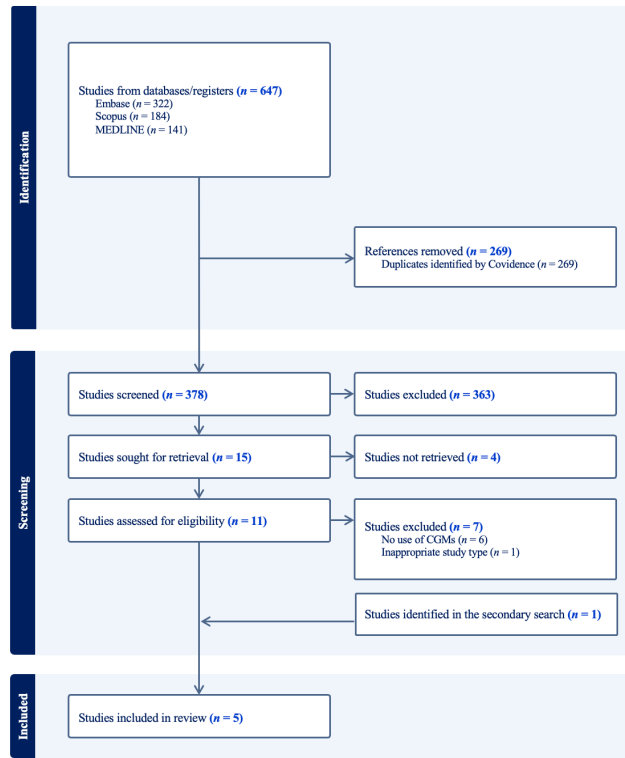 Identification
Studies from databases/registers (n = 647)
Embase (n = 322)
Scopus (n = 184)
MEDLINE (n = 141)
References removed (n = 269)
Duplicates identified by Covidence (n = 269)
Screening
Studies screened (n = 378)
Studies excluded (n = 363)
Studies sought for retrieval (n = 15)
Studies not retrieved (n = 4)
Studies assessed for eligibility (n = 11)
Studies excluded (n = 7)
No use of CGMs (n = 6)
Inappropriate study type (n = 1)
Studies identified in the secondary search (n = 1)
Included
Studies included in review (n = 5)